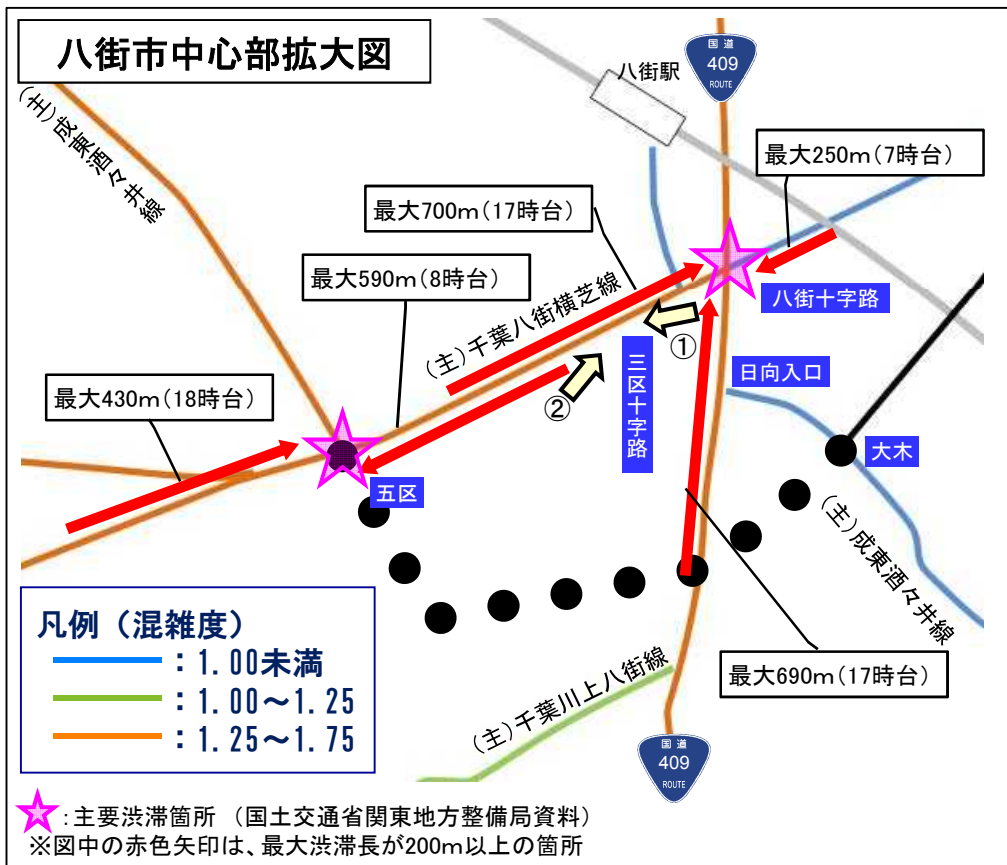 八街市中心部拡大図
国道
409
ROUTE
八街駅
(主)成東酒々井線
最大250m(7時台)
最大700m(17時台)
最大590m(8時台)
八街十字路
(主)千葉八街横芝線
①
三区十字路
日向入口
②
最大430m(18時台)
大木
五区
(主)成東酒々井線
凡例(混雑度)
:1.00未満
:1.00~1.25
:1.25~1.75
最大690m(17時台)
(主)千葉川上八街線
国道
409
ROUTE
:主要渋滞箇所 (国土交通省関東地方整備局資料)
※図中の赤色矢印は、最大渋滞長が200m以上の箇所